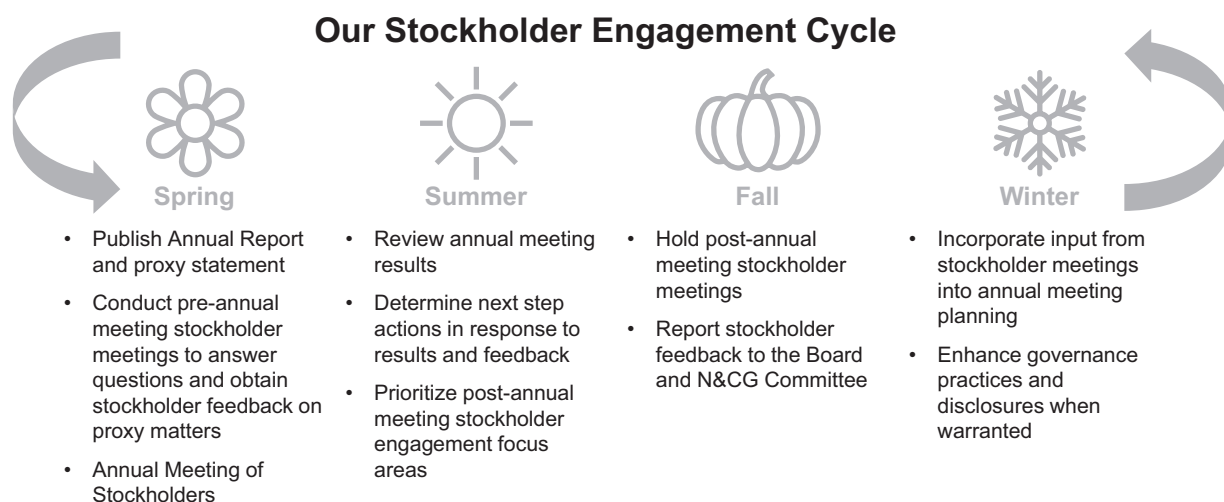 Our Stockholder Engagement Cycle
Spring
• Publish Annual Report
and proxy statement
• Conduct pre-annual
meeting stockholder
meetings to answer
questions and obtain
stockholder feedback on
proxy matters
• Annual Meeting of
Stockholders
Summer
• Review annual meeting
results
• Determine next step
actions in response to
results and feedback
• Prioritize post-annual
meeting stockholder
engagement focus
areas
Fall
• Hold post-annual
meeting stockholder
meetings
• Report stockholder
feedback to the Board
and N&CG Committee
Winter
• Incorporate input from
stockholder meetings
into annual meeting
planning
• Enhance governance
practices and
disclosures when
warranted